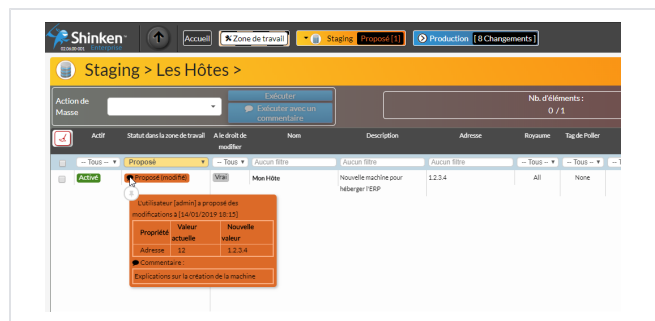 Shinken
Enterprise
Accueil
Zone de travail
Staging Proposé [1]
Production [ 8 Changements ]
Staging > Les Hôtes >
Action de Masse
Exécuter
Exécuter avec un commentaire
Nb. d'éléments :
0 / 1
Actif Statut dans la zone de travail A le droit de modifier Nom Description Adresse Royaume Tag de Poller
-- Tous -- Proposé -- Tous Aucun filtre Aucun filtre Aucun filtre -- Tous -- -- Tous --
Activé Proposé (modifié) Vrai Mon Hôte Nouvelle machine pour héberger l'ERP 1.2.3.4 All None
L'utilisateur [admin] a proposé des
modifications à [14/01/2019 18:15]
Propriété Valeur actuelle Nouvelle valeur
Adresse 12 1.2.3.4
Commentaire :
Explications sur la création de la machine